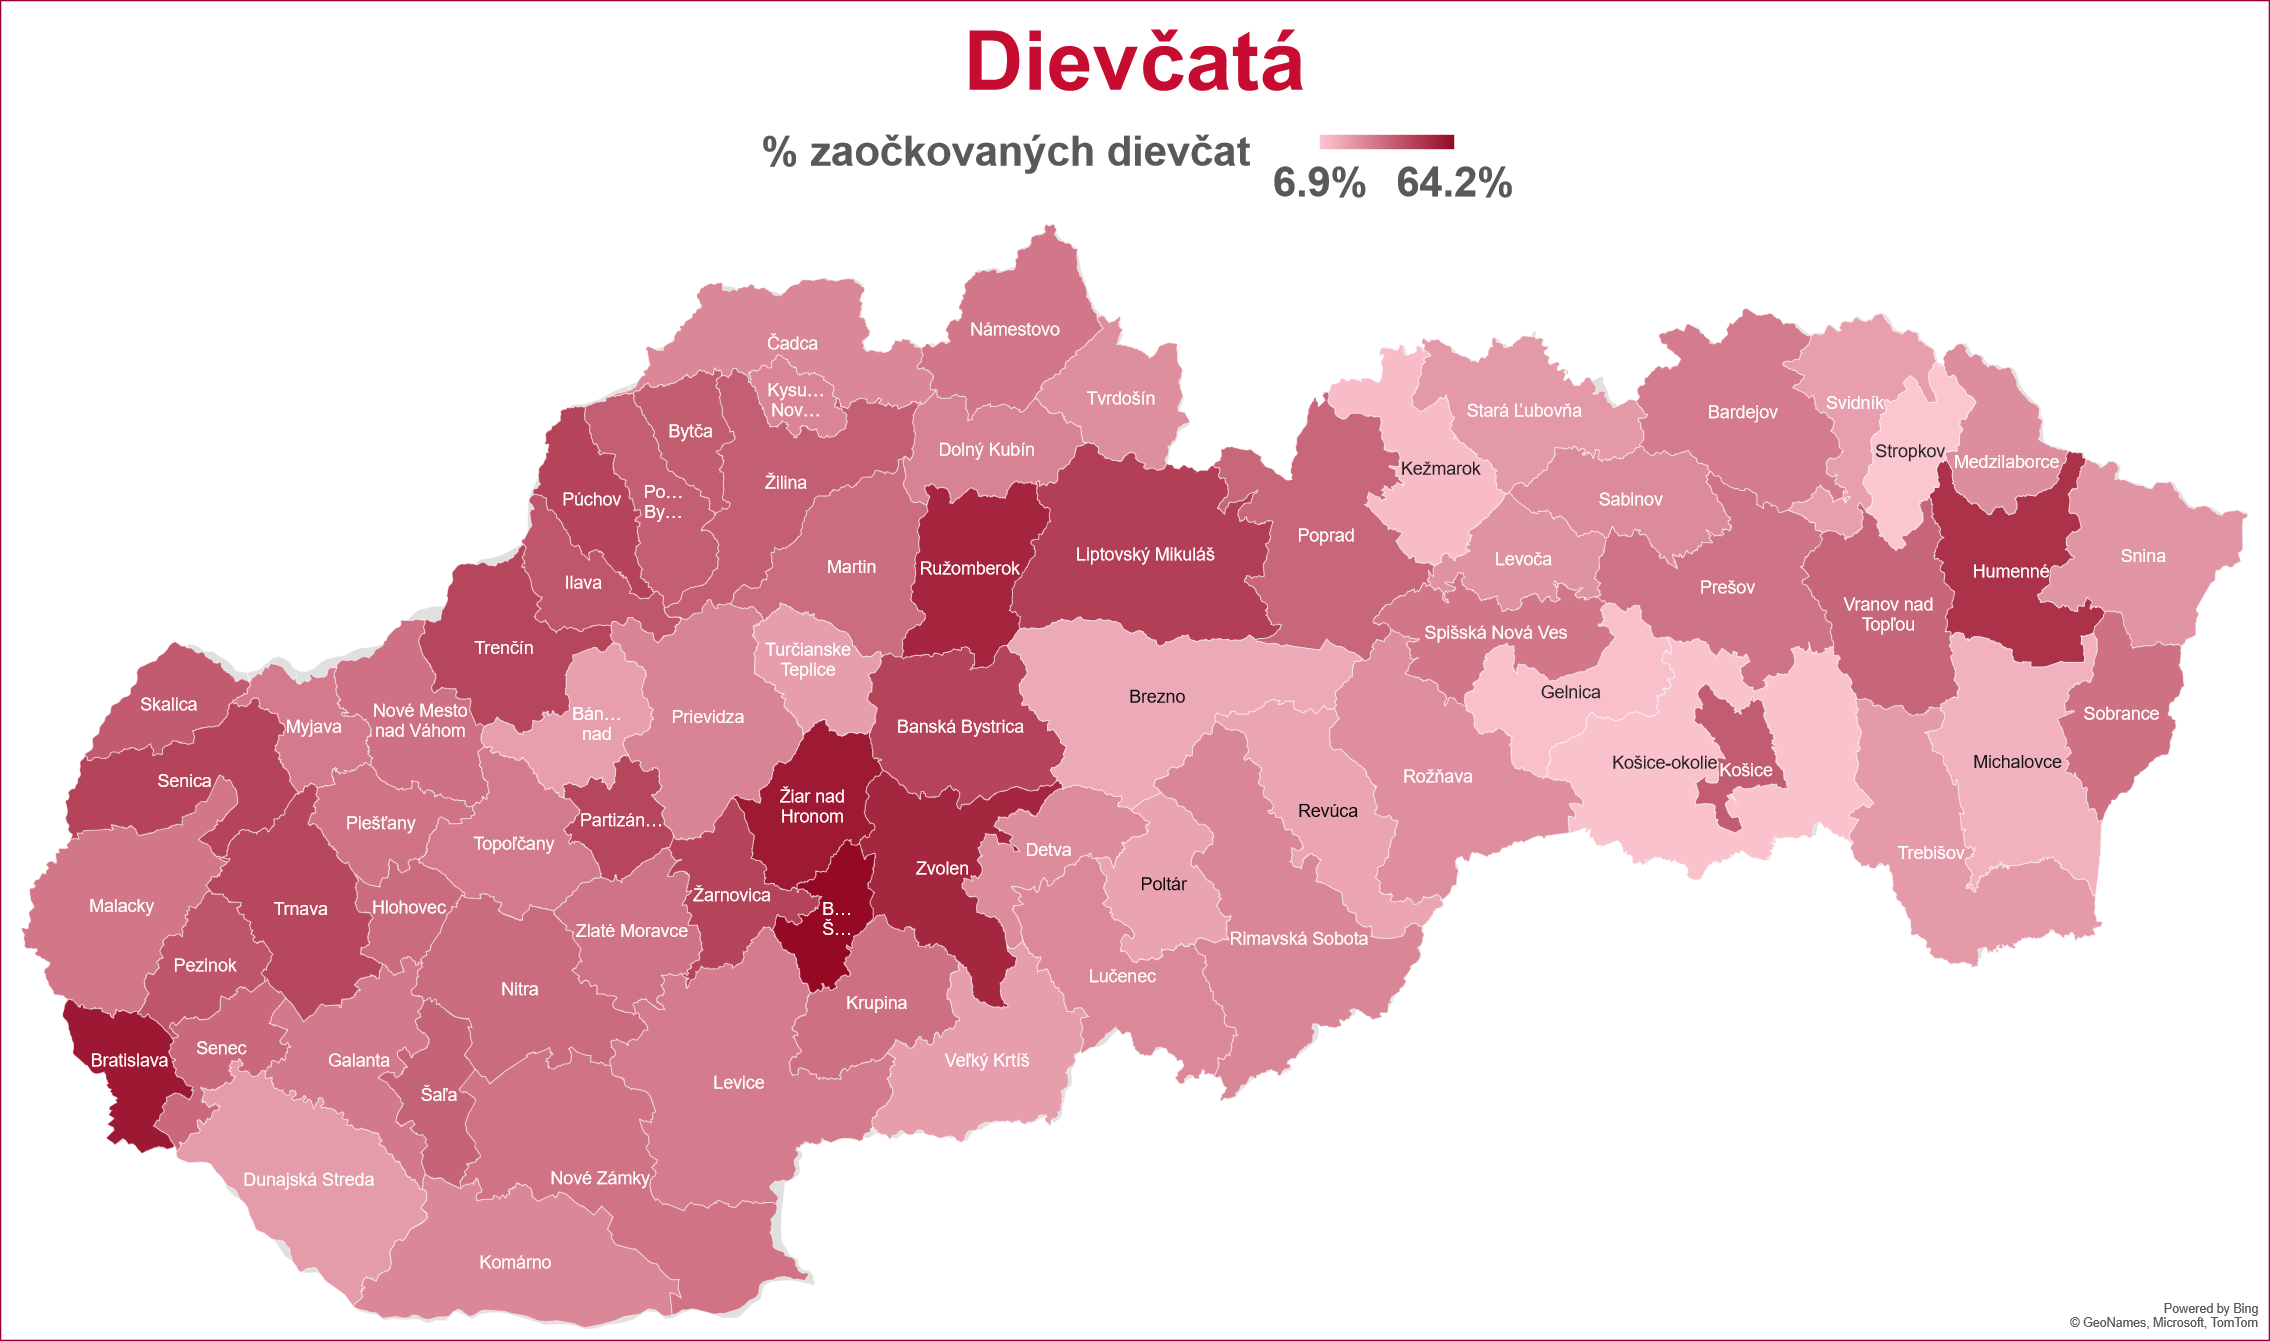 Dievčatá
% zaočkovaných dievčat
6.9% 64.2%
Námestovo
Čadca
Kysu…
Nov…
Tvrdošín
Bytča
Dolný Kubín
Stará Ľubovňa
Bardejov
Svidník
Stropkov
Kežmarok
Medzilaborce
Púchov
Po…
By…
Žilina
Sabinov
Poprad
Liptovský Mikuláš
Ružomberok
Martin
Ilava
Levoča
Snina
Humenné
Prešov
Vranov nad
Topľou
Trenčín
Turčianske
Teplice
Spišská Nová Ves
Skalica
Nové Mesto
nad Váhom
Myjava
Bán…
nad
Prievidza
Banská Bystrica
Brezno
Gelnica
Sobrance
Senica
Košice-okolie
Košice
Michalovce
Rožňava
Žiar nad
Hronom
Revúca
Piešťany
Partizán…
Topoľčany
Detva
Trebišov
Zvolen
Poltár
Malacky
Trnava
Hlohovec
Žarnovica
B…
Š…
Zlaté Moravce
Rimavská Sobota
Pezinok
Nitra
Lučenec
Krupina
Senec
Bratislava
Galanta
Veľký Krtíš
Levice
Šaľa
Dunajská Streda
Nové Zámky
Komárno
Powered by Bing
© GeoNames, Microsoft, TomTom